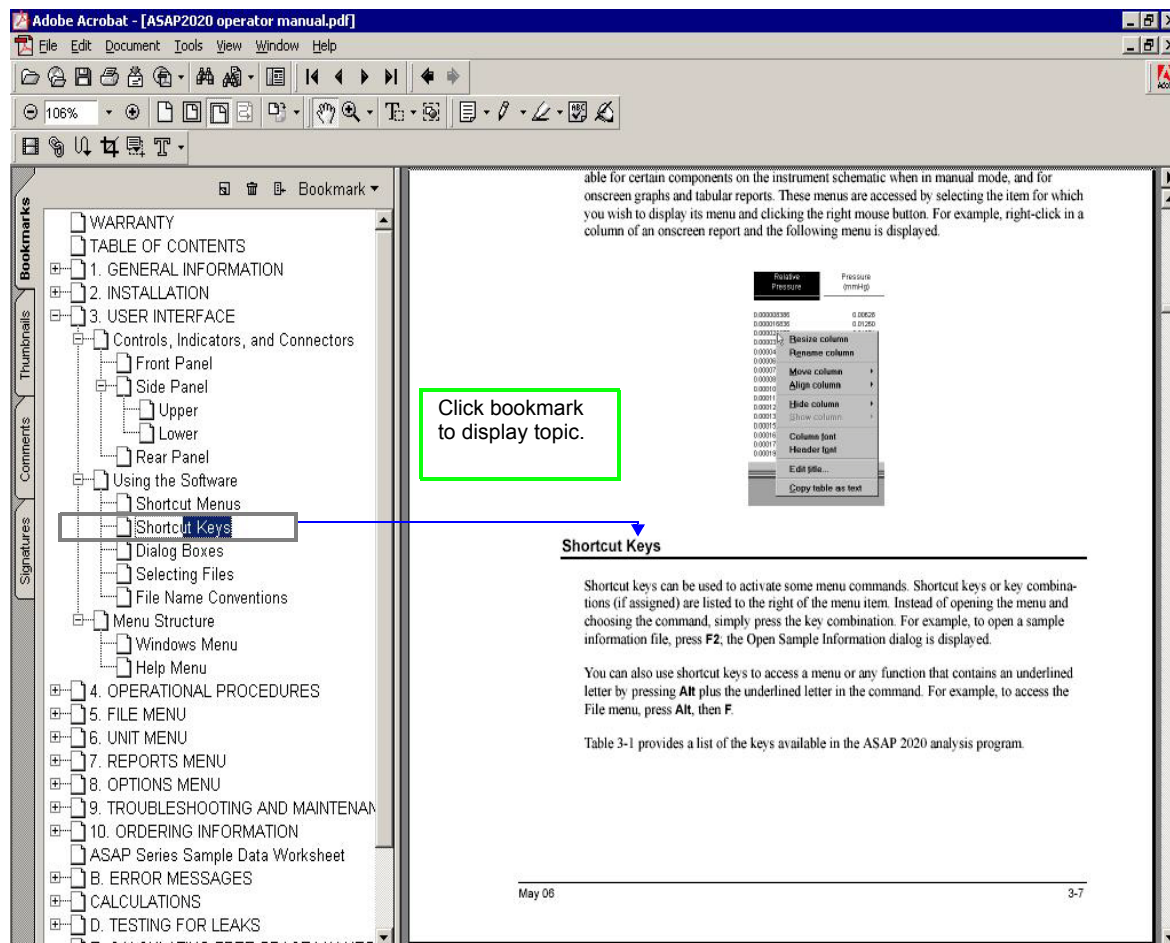 Adobe Acrobat - [ASAP2020 operator manual.pdf]
File Edit Document Tools View Window Help
106%
Bookmark
Bookmarks
Thumbnails
Comments
Signatures
WARRANTY
TABLE OF CONTENTS
1. GENERAL INFORMATION
2. INSTALLATION
3. USER INTERFACE
Controls, Indicators, and Connectors
Front Panel
Side Panel
Upper
Lower
Rear Panel
Using the Software
Shortcut Menus
Shortcut Keys
Dialog Boxes
Selecting Files
File Name Conventions
Menu Structure
Windows Menu
Help Menu
4. OPERATIONAL PROCEDURES
5. FILE MENU
6. UNIT MENU
7. REPORTS MENU
8. OPTIONS MENU
9. TROUBLESHOOTING AND MAINTENAN
10. ORDERING INFORMATION
ASAP Series Sample Data Worksheet
B. ERROR MESSAGES
CALCULATIONS
D. TESTING FOR LEAKS
Click bookmark
to display topic.
able for certain components on the instrument schematic when in manual mode, and for
onscreen graphs and tabular reports. These menus are accessed by selecting the item for which
you wish to display its menu and clicking the right mouse button. For example, right-click in a
column of an onscreen report and the following menu is displayed.
Relative Pressure
Pressure (mmHg)
0.00628
0.01250
Resize column
Rename column
Move column
Align column
Hide column
Show column
Column font
Header font
Edit title...
Copy table as text
Shortcut Keys
Shortcut keys can be used to activate some menu commands. Shortcut keys or key combina-
tions (if assigned) are listed to the right of the menu item. Instead of opening the menu and
choosing the command, simply press the key combination. For example, to open a sample
information file, press F2; the Open Sample Information dialog is displayed.
You can also use shortcut keys to access a menu or any function that contains an underlined
letter by pressing Alt plus the underlined letter in the command. For example, to access the
File menu, press Alt, then F.
Table 3-1 provides a list of the keys available in the ASAP 2020 analysis program.
May 06 3-7